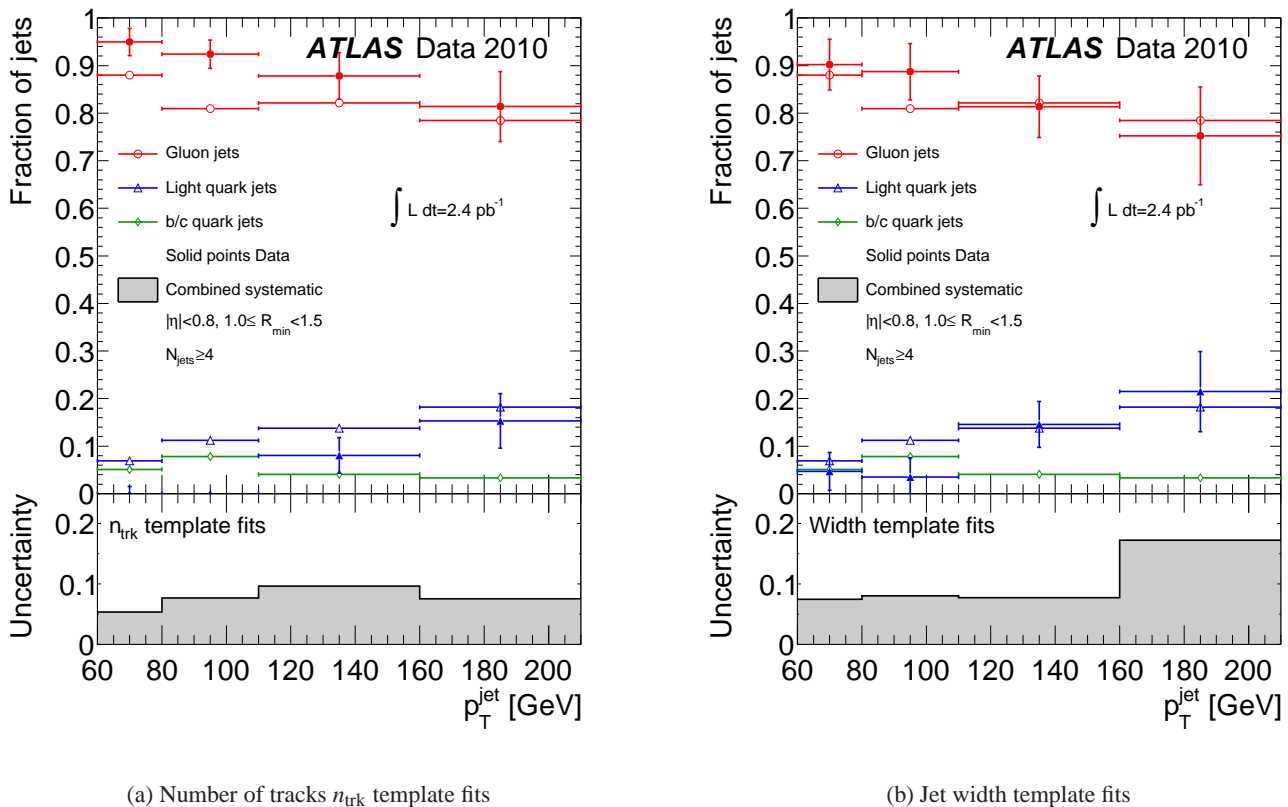 Fraction of jets
1
0.9
0.8
0.7
0.6
0.5
0.4
0.3
0.2
0.1
0
ATLAS Data 2010
Gluon jets
Light quark jets
b/c quark jets
∫ L dt=2.4 pb⁻¹
Solid points Data
Combined systematic
|η|<0.8, 1.0≤ R_min<1.5
N_jets≥4
Uncertainty
0.2
0.1
0
n_trk template fits
60 80 100 120 140 160 180 200
p_T^jet [GeV]
(a) Number of tracks n_trk template fits
Fraction of jets
1
0.9
0.8
0.7
0.6
0.5
0.4
0.3
0.2
0.1
0
ATLAS Data 2010
Gluon jets
Light quark jets
b/c quark jets
∫ L dt=2.4 pb⁻¹
Solid points Data
Combined systematic
|η|<0.8, 1.0≤ R_min<1.5
N_jets≥4
Uncertainty
0.2
0.1
0
Width template fits
60 80 100 120 140 160 180 200
p_T^jet [GeV]
(b) Jet width template fits